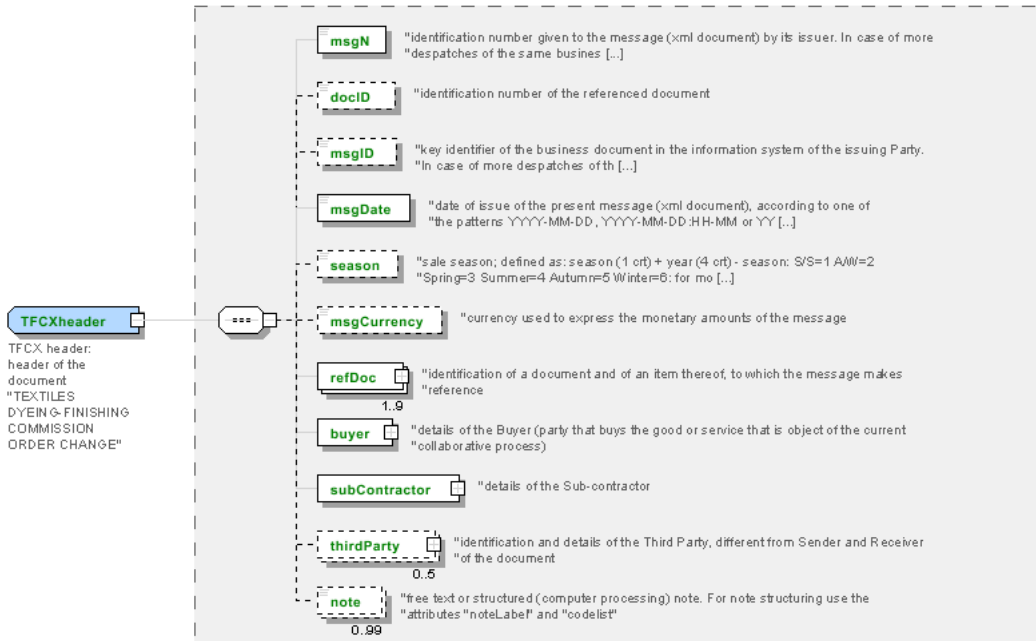 msgN
"identification number given to the message (xml document) by its issuer. In case of more
"despatches of the same busines [...]
docID
"identification number of the referenced document
msgID
"key identifier of the business document in the information system of the issuing Party.
"In case of more despatches of th [...]
msgDate
"date of issue of the present message (xml document), according to one of
"the patterns YYYY-MM-DD, YYYY-MM-DD:HH-MM or YY [...]
season
"sale season; defined as: season (1 crt) + year (4 crt) - season: S/S=1 A/W=2
"Spring=3 Summer=4 Autumn=5 Winter=6: for mo [...]
TFCXheader
TFCX header:
header of the
document
"TEXTILES
DYEING-FINISHING
COMMISSION
ORDER CHANGE"
msgCurrency
"currency used to express the monetary amounts of the message
refDoc
"identification of a document and of an item thereof, to which the message makes
"reference
1..9
buyer
"details of the Buyer (party that buys the good or service that is object of the current
"collaborative process)
subContractor
"details of the Sub-contractor
thirdParty
"identification and details of the Third Party, different from Sender and Receiver
"of the document
0..5
note
"free text or structured (computer processing) note. For note structuring use the
"attributes "noteLabel" and "codelist"
0..99